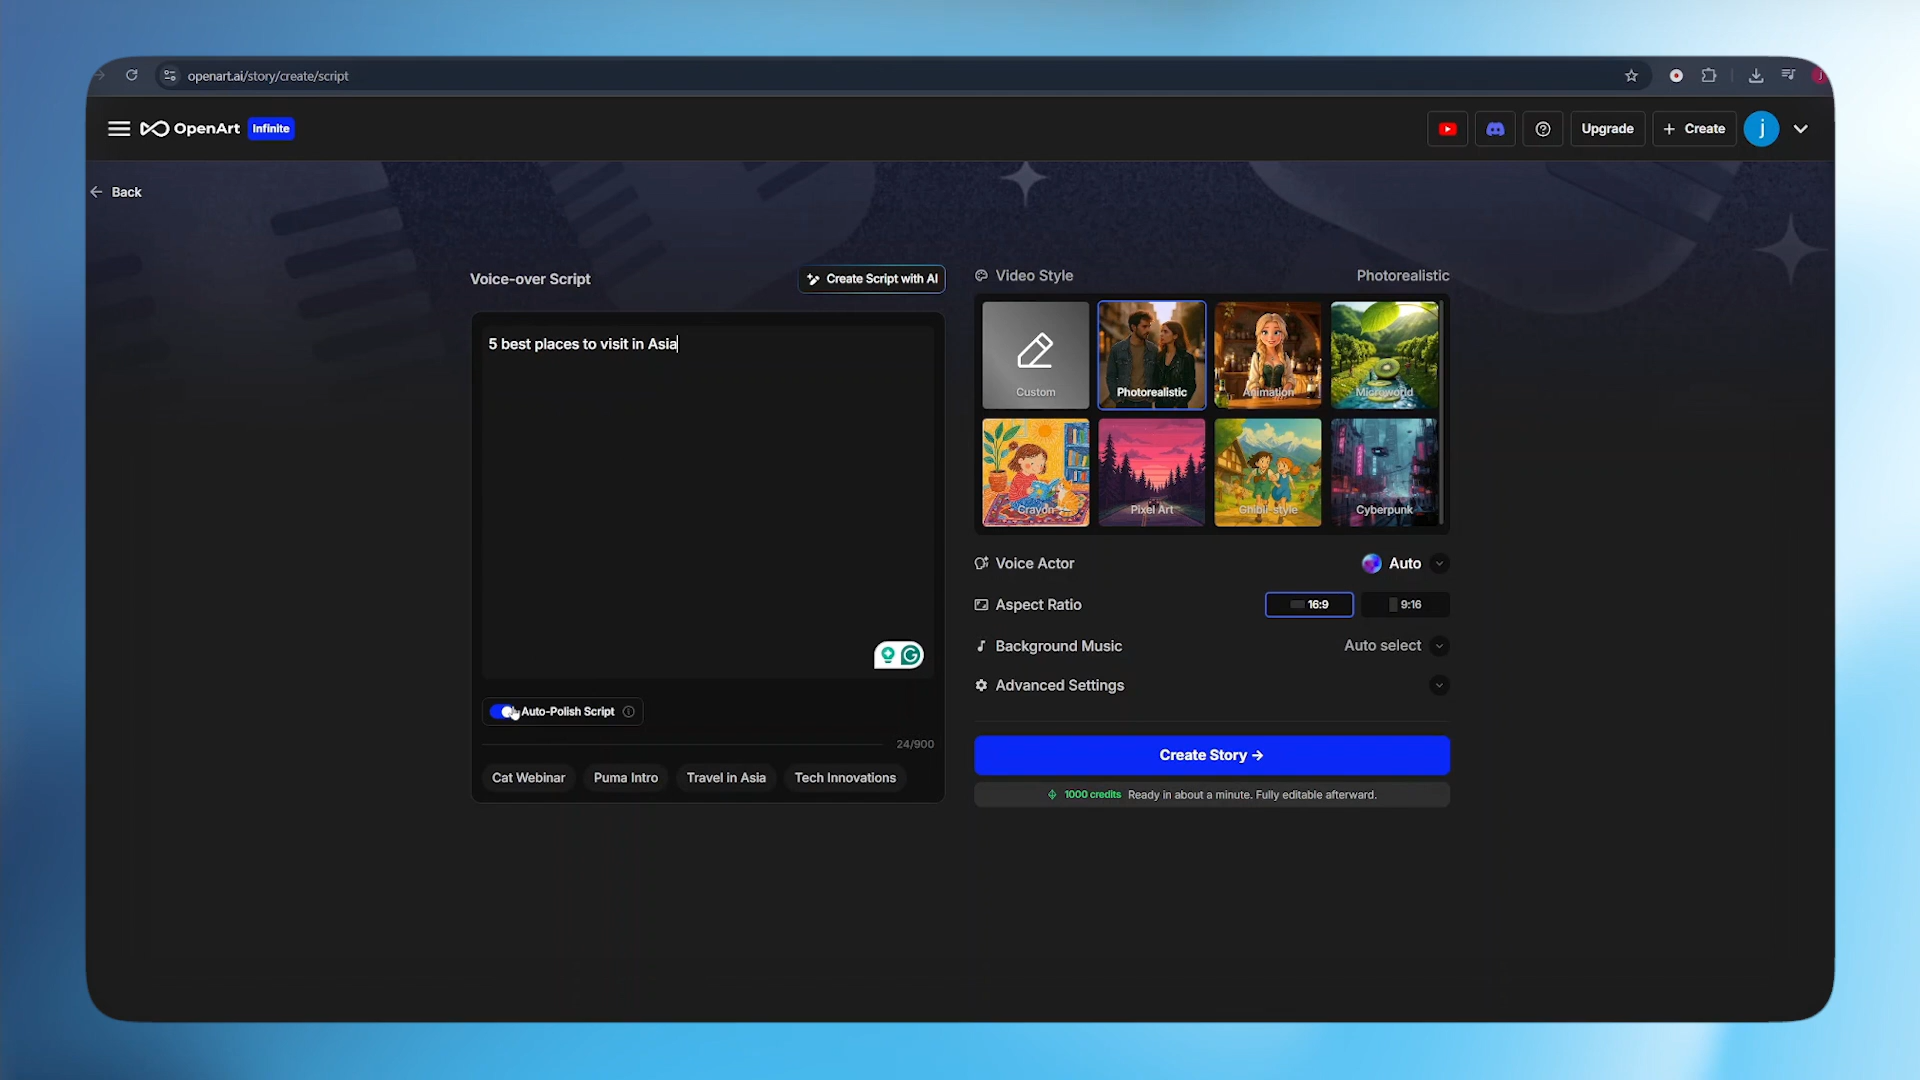 openart.ai/story/create/script
OpenArt
Infinite
Upgrade
+ Create
j
Back
Voice-over Script
Create Script with AI
5 best places to visit in Asia
Auto-Polish Script
24/900
Cat Webinar
Puma Intro
Travel in Asia
Tech Innovations
Video Style
Photorealistic
Custom
Photorealistic
Animation
Microworld
Crayon
Pixel Art
Ghibli style
Cyberpunk
Voice Actor
Auto
Aspect Ratio
16:9
9:16
Background Music
Auto select
Advanced Settings
Create Story →
1000 credits Ready in about a minute. Fully editable afterward.